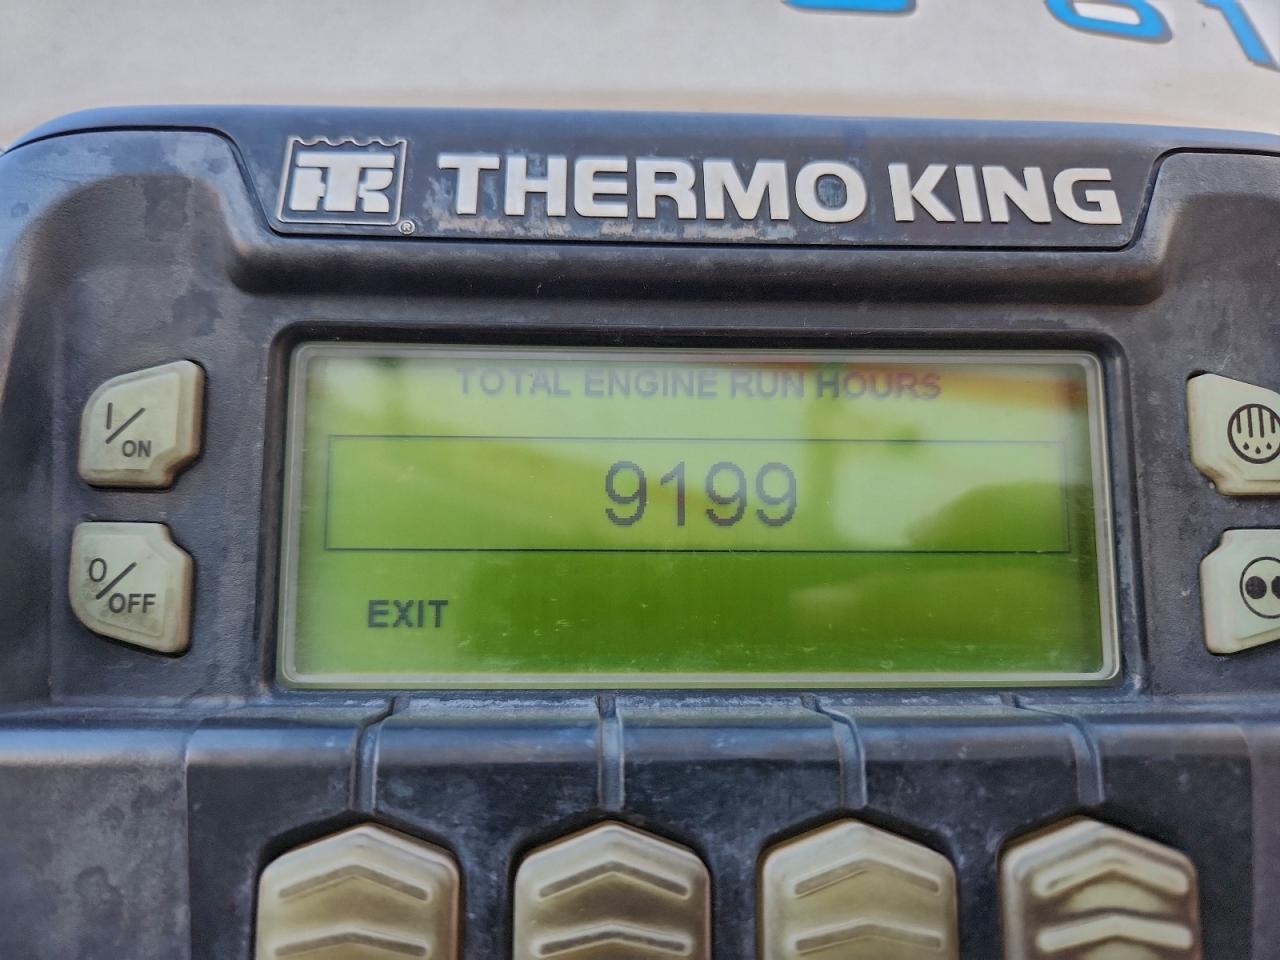 THERMO KING
®
TOTAL ENGINE RUN HOURS
9199
EXIT
I/ON
O/OFF